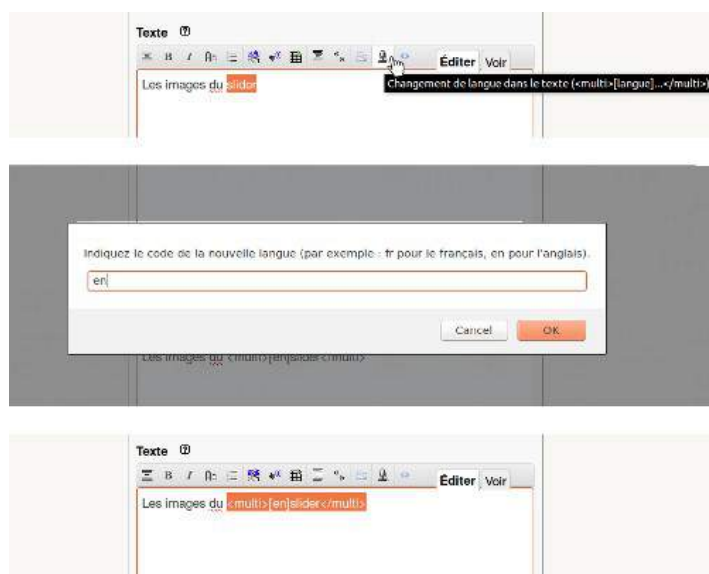 Texte
Éditer Voir
Les images du slider
Changement de langue dans le texte (<multi>[langue]...</multi>)
Indiquez le code de la nouvelle langue (par exemple : fr pour le français, en pour l'anglais).
en
Cancel OK
Les images du <multi>[en]slider</multi>
Texte
Éditer Voir
Les images du <multi>[en]slider</multi>